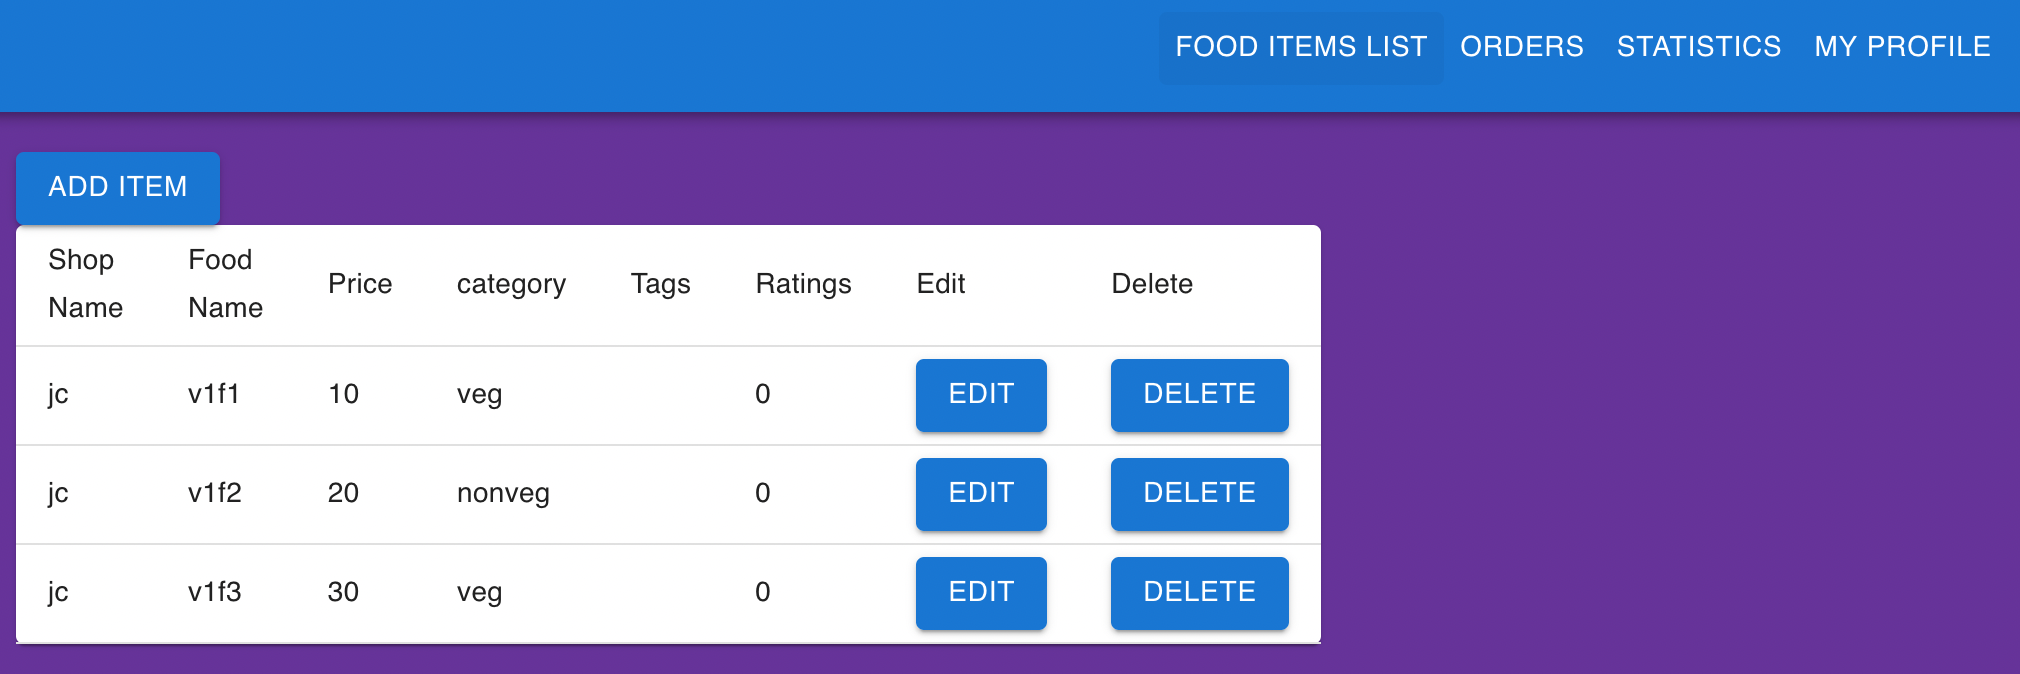 FOOD ITEMS LIST ORDERS STATISTICS MY PROFILE
ADD ITEM
Shop Name Food Name Price category Tags Ratings Edit Delete
jc v1f1 10 veg 0 EDIT DELETE
jc v1f2 20 nonveg 0 EDIT DELETE
jc v1f3 30 veg 0 EDIT DELETE